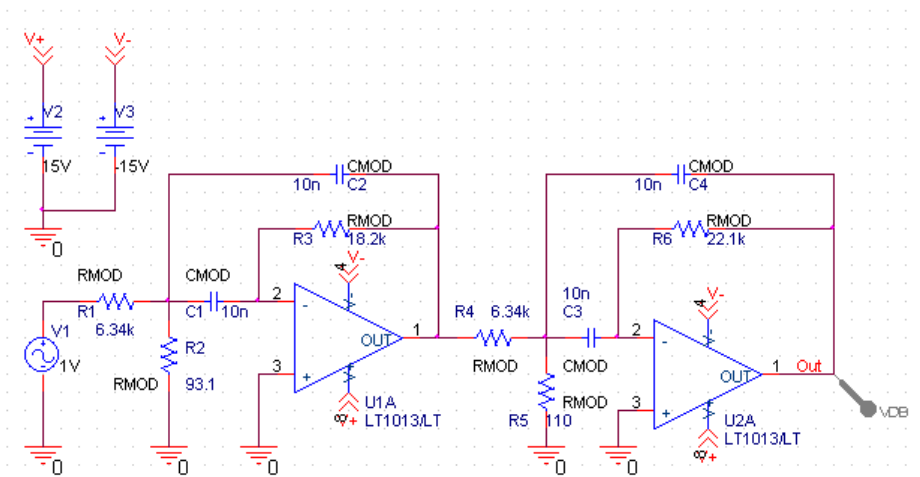 V+ V-
V2 V3
15V -15V
0
CMOD CMOD
10n C2 10n C4
RMOD RMOD
R3 18.2k R6 22.1k
RMOD CMOD
4 V-
R1 6.34k C1 10n 2
10n
R4 6.34k C3 2 4 V-
V1 1V
R2
OUT 1
RMOD CMOD
3
RMOD 93.1
OUT 1 Out
U1A
8 V+ LT1013/LT
RMOD
R5 110
3
U2A
LT1013/LT
8 V+
VDB
0 0 0 0 0